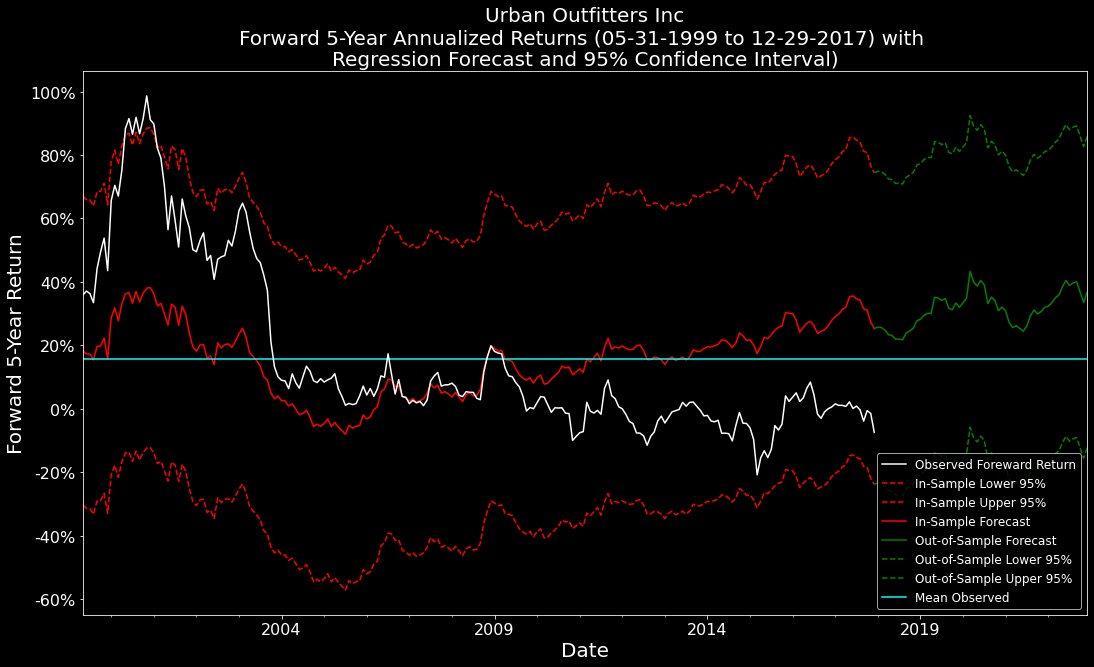 Urban Outfitters Inc
Forward 5-Year Annualized Returns (05-31-1999 to 12-29-2017) with
Regression Forecast and 95% Confidence Interval)
Forward 5-Year Return
100%
80%
60%
40%
20%
0%
-20%
-40%
-60%
Observed Foreward Return
In-Sample Lower 95%
In-Sample Upper 95%
In-Sample Forecast
Out-of-Sample Forecast
Out-of-Sample Lower 95%
Out-of-Sample Upper 95%
Mean Observed
2004
2009
2014
2019
Date